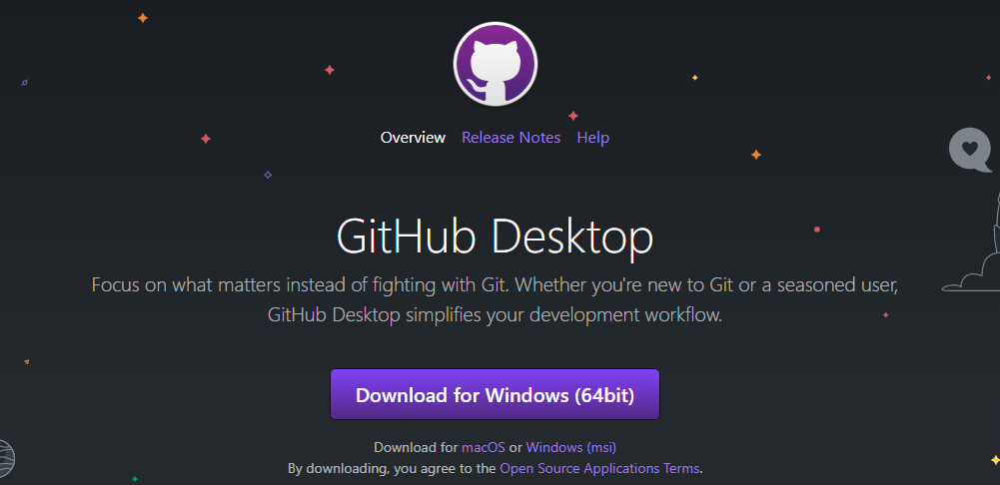 Overview Release Notes Help
GitHub Desktop
Focus on what matters instead of fighting with Git. Whether you're new to Git or a seasoned user,
GitHub Desktop simplifies your development workflow.
Download for Windows (64bit)
Download for macOS or Windows (msi)
By downloading, you agree to the Open Source Applications Terms.